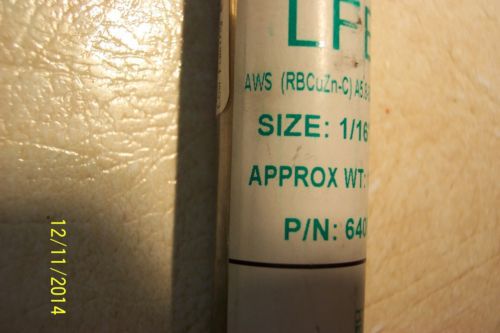 LFB
AWS (RBCuZn-C) A5.8
SIZE: 1/16
APPROX WT:
P/N: 640
12/11/2014